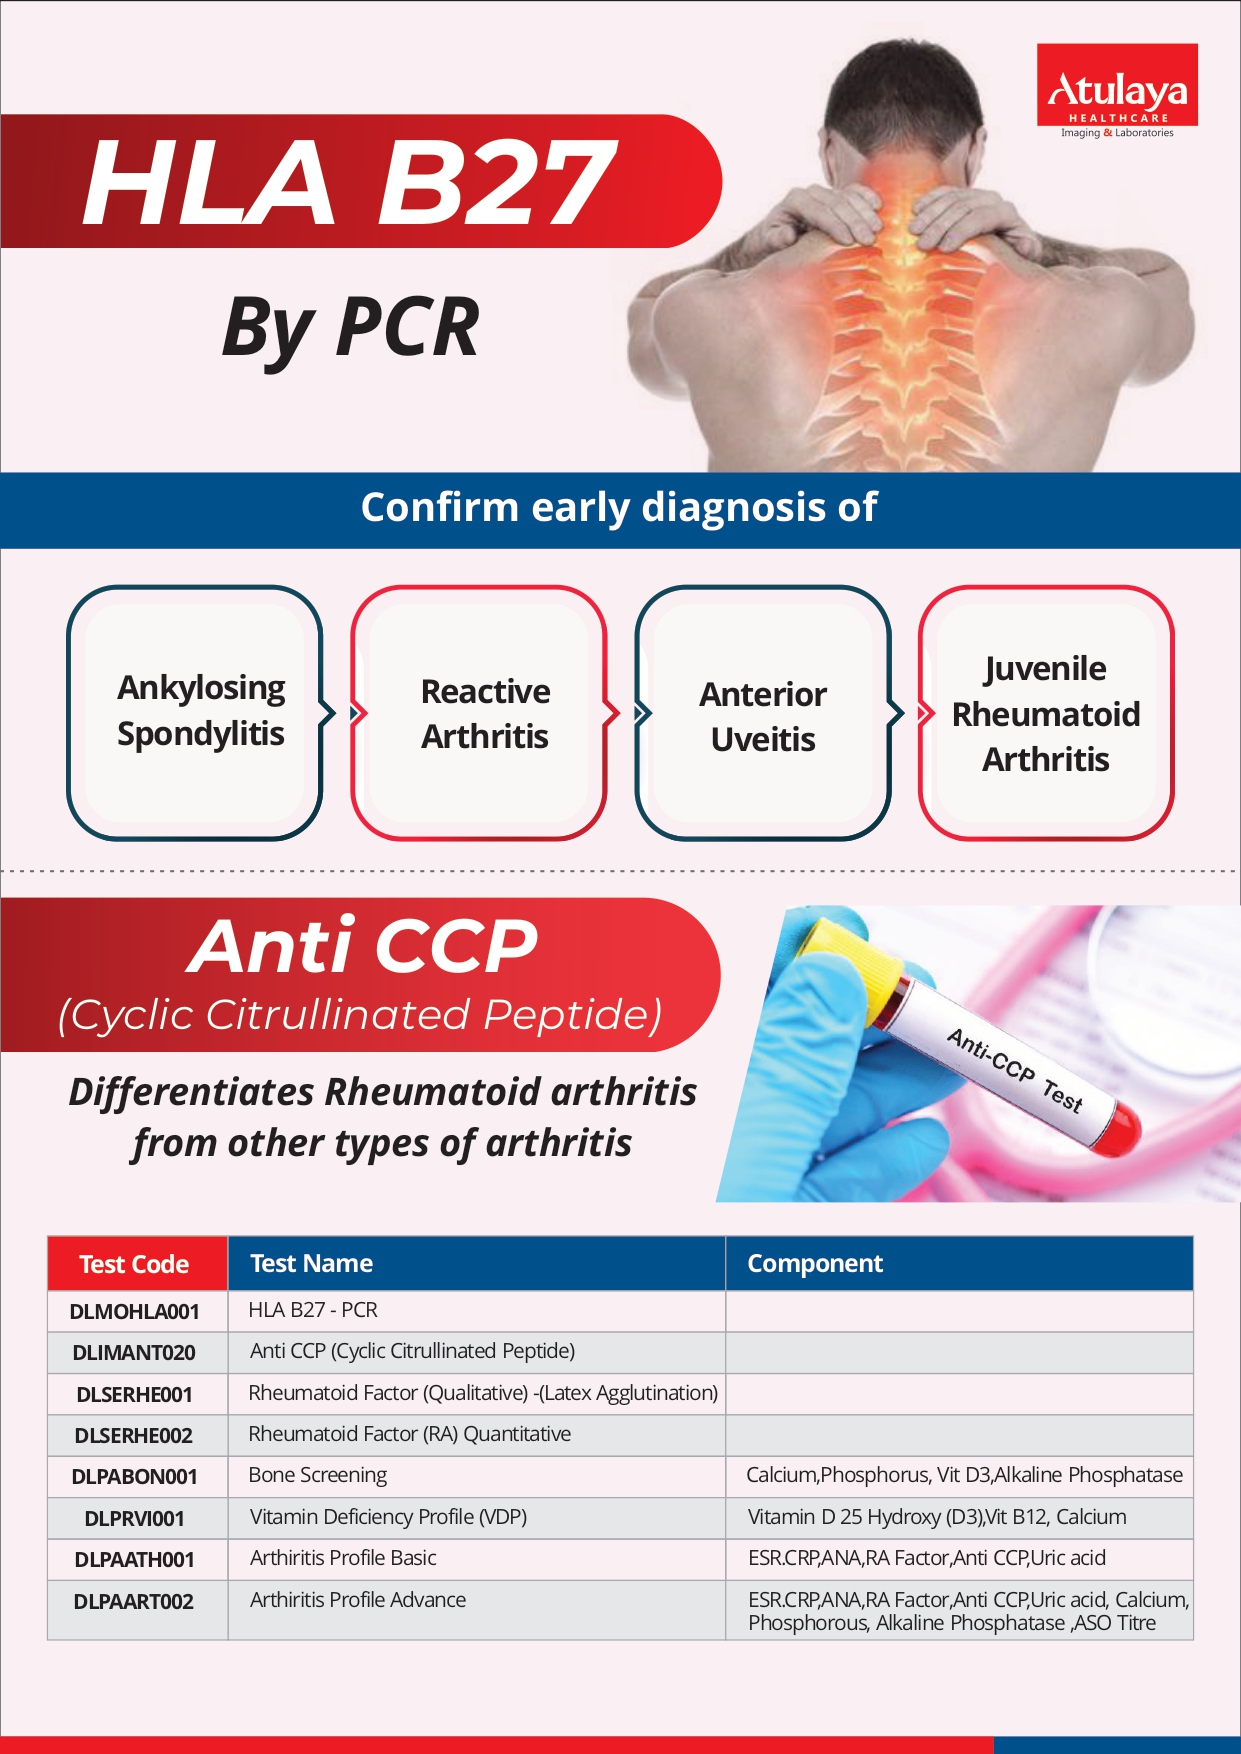 Atulaya
HEALTHCARE
Imaging & Laboratories
HLA B27
By PCR
Confirm early diagnosis of
Ankylosing
Spondylitis
Reactive
Arthritis
Anterior
Uveitis
Juvenile
Rheumatoid
Arthritis
Anti CCP
(Cyclic Citrullinated Peptide)
Differentiates Rheumatoid arthritis
from other types of arthritis
Anti-CCP Test
Test Code Test Name Component
DLMOHLA001 HLA B27 - PCR
DLIMANT020 Anti CCP (Cyclic Citrullinated Peptide)
DLSERHE001 Rheumatoid Factor (Qualitative) -(Latex Agglutination)
DLSERHE002 Rheumatoid Factor (RA) Quantitative
DLPABON001 Bone Screening Calcium,Phosphorus, Vit D3,Alkaline Phosphatase
DLPRVI001 Vitamin Deficiency Profile (VDP) Vitamin D 25 Hydroxy (D3),Vit B12, Calcium
DLPAATH001 Arthiritis Profile Basic ESR.CRP,ANA,RA Factor,Anti CCP,Uric acid
DLPAART002 Arthiritis Profile Advance ESR.CRP,ANA,RA Factor,Anti CCP,Uric acid, Calcium,
Phosphorous, Alkaline Phosphatase ,ASO Titre